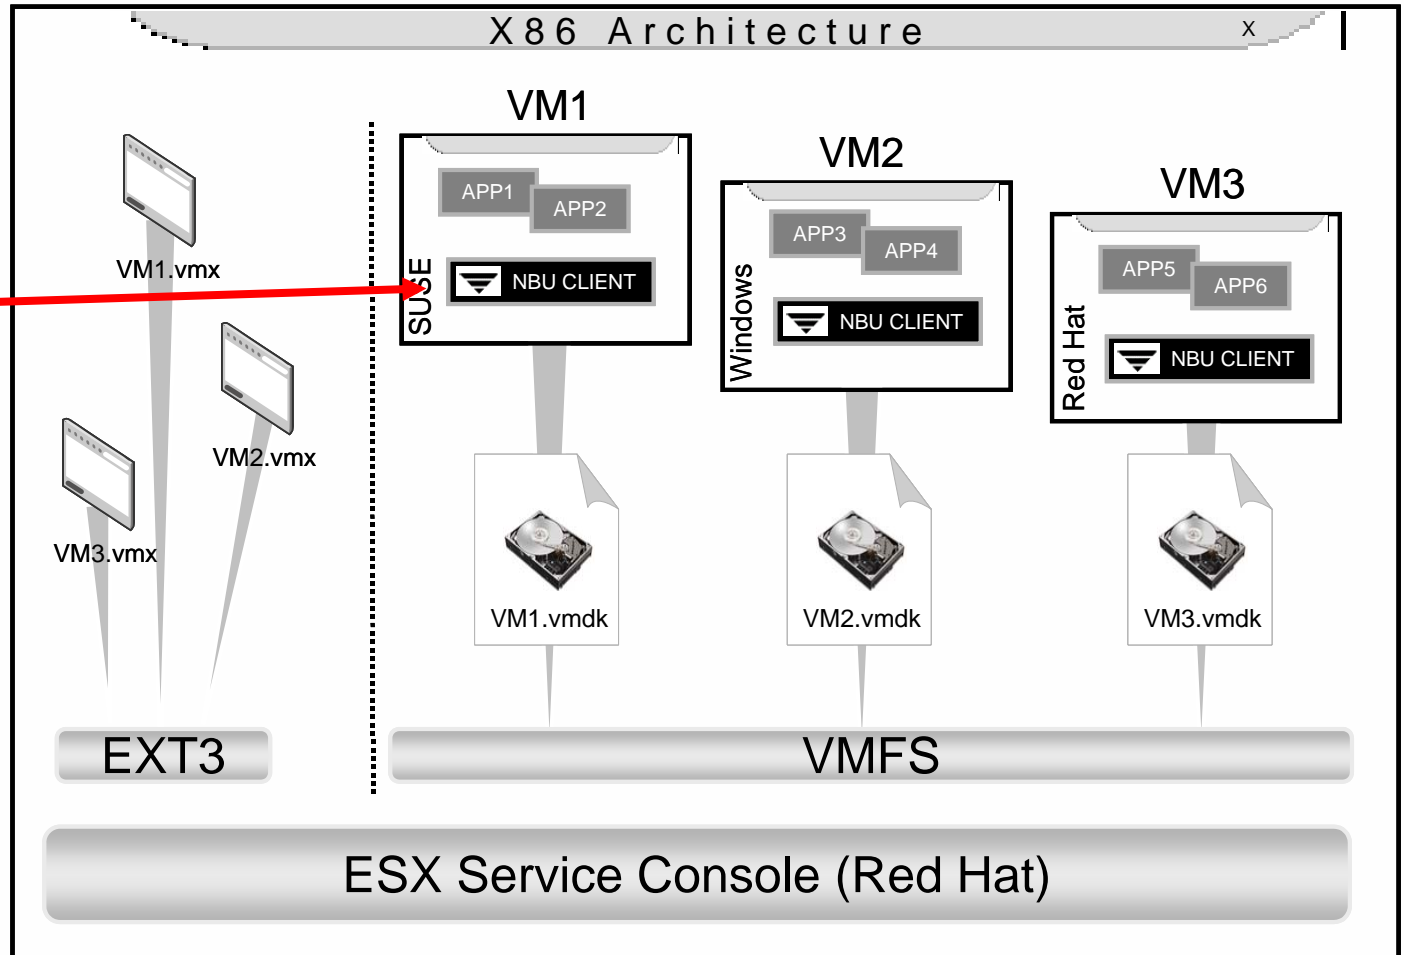 X86 Architecture
X
VM1
VM2
VM3
VM1.vmx
VM2.vmx
VM3.vmx
SUSE
APP1
APP2
NBU CLIENT
Windows
APP3
APP4
NBU CLIENT
Red Hat
APP5
APP6
NBU CLIENT
VM1.vmdk
VM2.vmdk
VM3.vmdk
EXT3
VMFS
ESX Service Console (Red Hat)